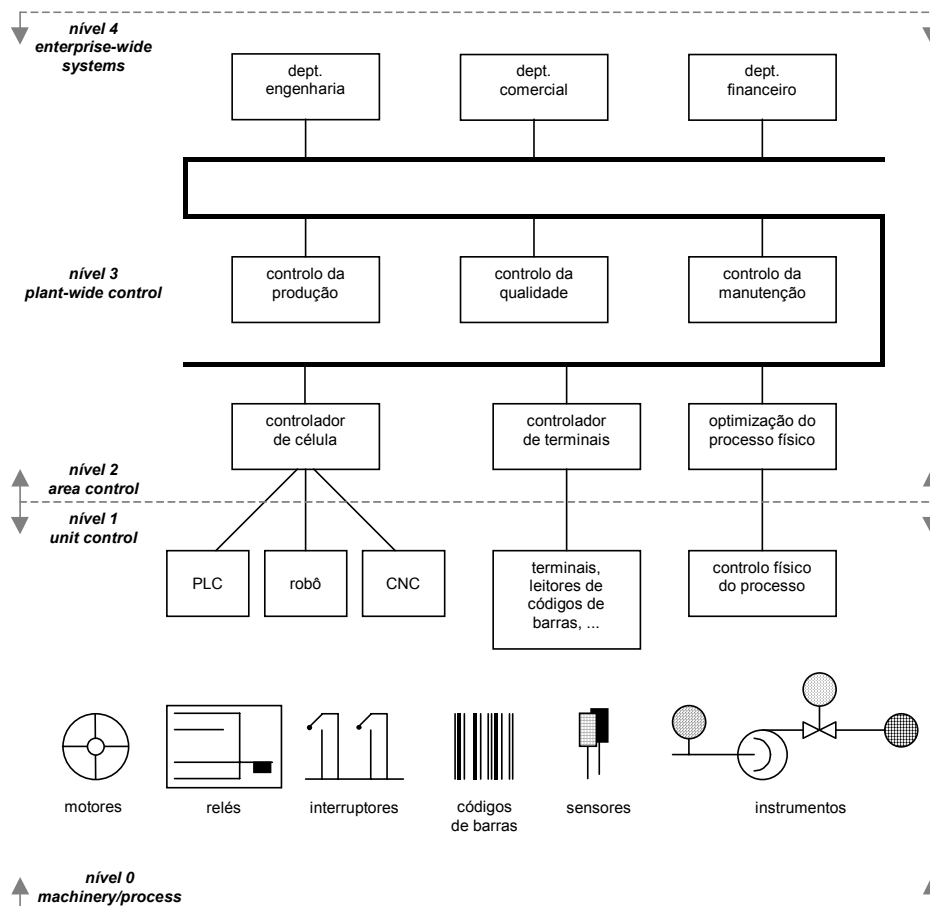 nível 4
enterprise-wide
systems
dept.
engenharia
dept.
comercial
dept.
financeiro
nível 3
plant-wide control
controlo da
produção
controlo da
qualidade
controlo da
manutenção
controlador
de célula
controlador
de terminais
optimização do
processo físico
nível 2
area control
nível 1
unit control
PLC
robô
CNC
terminais,
leitores de
códigos de
barras, ...
controlo físico
do processo
motores
relés
interruptores
códigos
de barras
sensores
instrumentos
nível 0
machinery/process